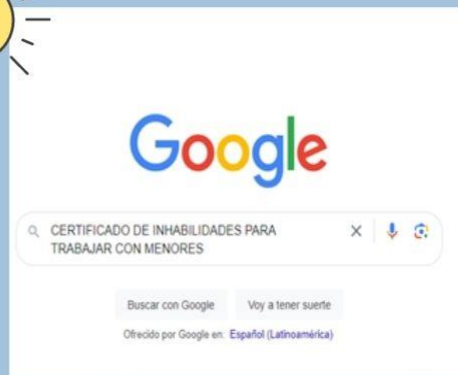 Google
CERTIFICADO DE INHABILIDADES PARA
TRABAJAR CON MENORES
Buscar con Google Voy a tener suerte
Ofrecido por Google en: Español (Latinoamérica)